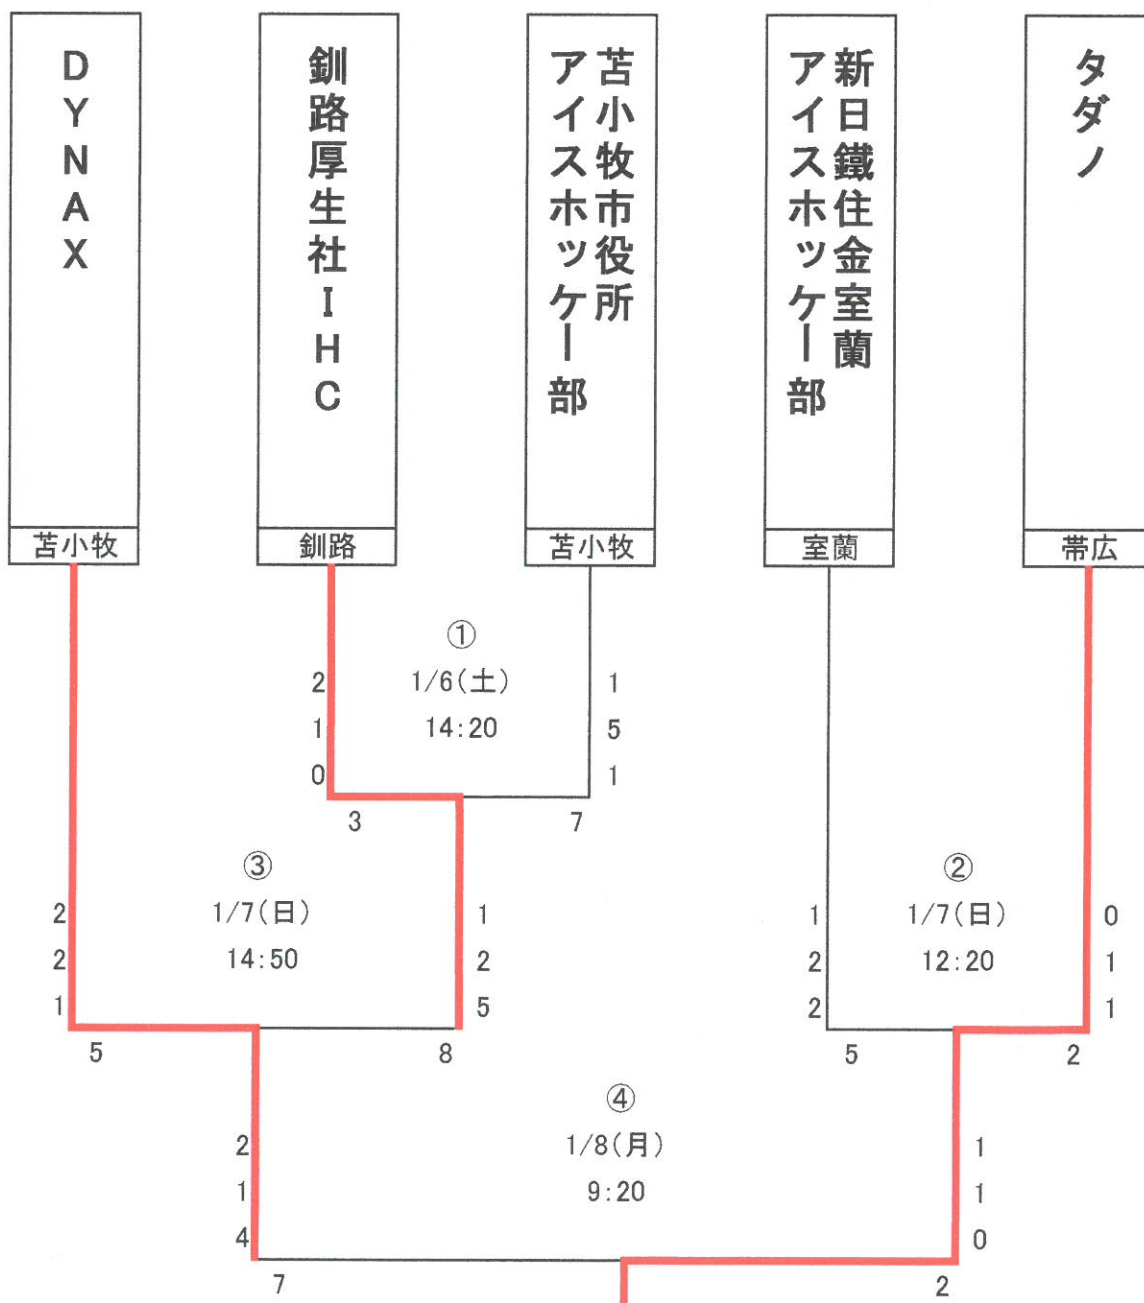 DYNAX
苫小牧
釧路厚生社IHC
釧路
苫小牧市役所
アイスホッケー部
苫小牧
新日鐵住金室蘭
アイスホッケー部
室蘭
タダノ
帯広
①
2 1/6(土) 1
1 14:20 5
0 1
3 7
③ ②
2 1/7(日) 1 1 1/7(日) 0
2 14:50 2 2 12:20 1
1 5 2 1
5 8 5 2
④
2 1/8(月) 1
1 9:20 1
4 0
7 2